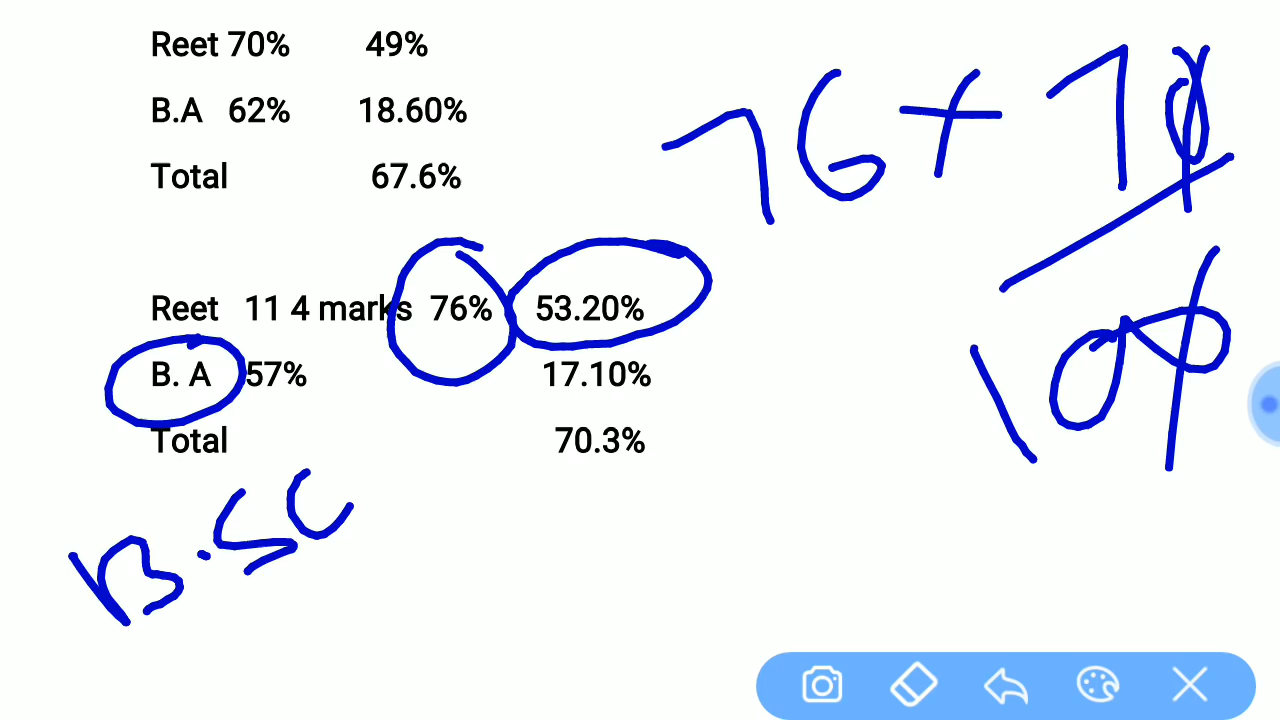 Reet 70% 49%
B.A 62% 18.60%
Total 67.6%
76 + 70
100
Reet 11 4 marks 76% 53.20%
B. A 57% 17.10%
Total 70.3%
B.SC